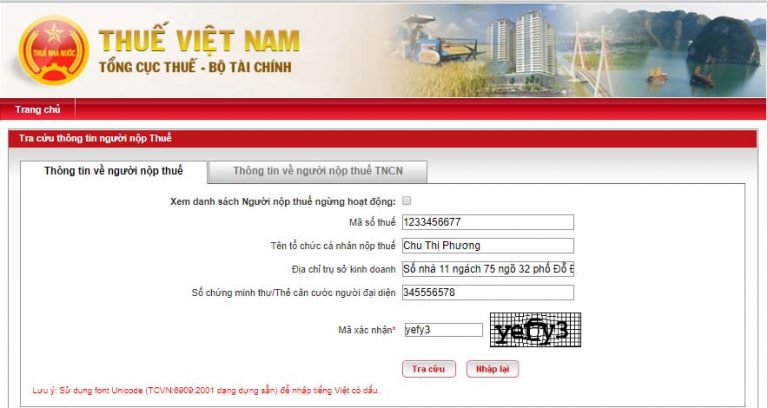 THUẾ NHÀ NƯỚC
THUẾ VIỆT NAM
TỔNG CỤC THUẾ - BỘ TÀI CHÍNH
Trang chủ
Tra cứu thông tin người nộp Thuế
Thông tin về người nộp thuế
Thông tin về người nộp thuế TNCN
Xem danh sách Người nộp thuế ngừng hoạt động:
Mã số thuế 1233456677
Tên tổ chức cá nhân nộp thuế Chu Thị Phương
Địa chỉ trụ sở kinh doanh Số nhà 11 ngách 75 ngõ 32 phố Đỗ
Số chứng minh thư/Thẻ căn cước người đại diện 345556578
Mã xác nhận* yefy3 yefy3
Tra cứu Nhập lại
Lưu ý: Sử dụng font Unicode (TCVN:6909:2001 dạng dựng sẵn) để nhập tiếng Việt có dấu.